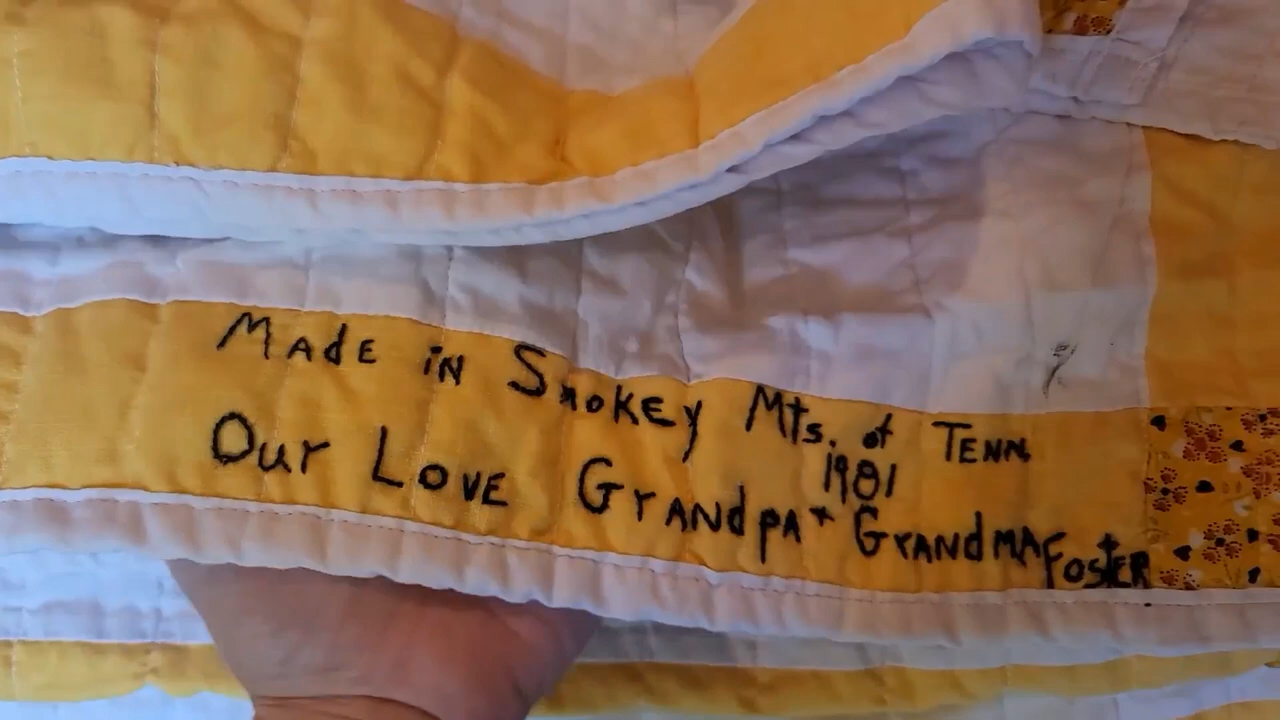 MAdE iN SmoKEy Mts. of TENN.
1981
Our LovE GrANdpA + GrANdMA FostER